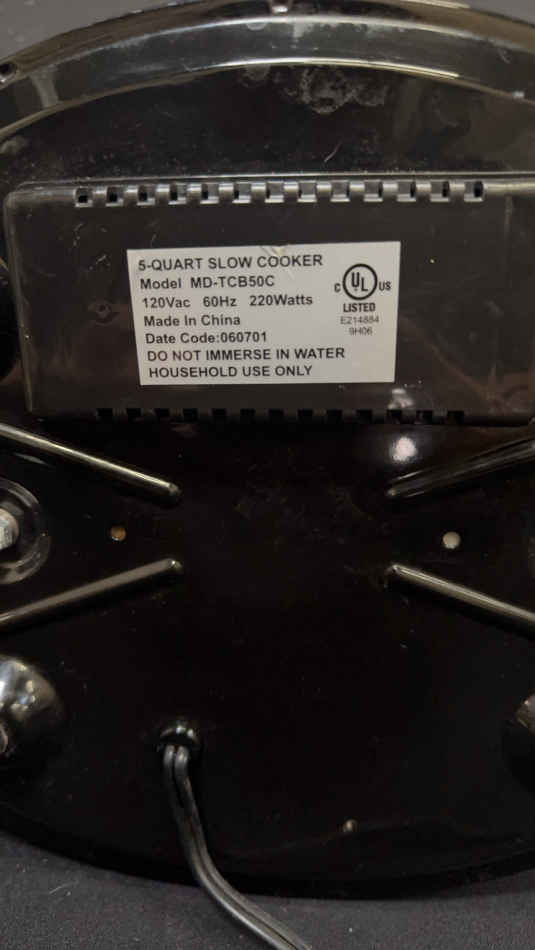 5-QUART SLOW COOKER
Model MD-TCB50C
120Vac 60Hz 220Watts
Made In China
Date Code:060701
DO NOT IMMERSE IN WATER
HOUSEHOLD USE ONLY
C UL US
LISTED
E214884
9H06